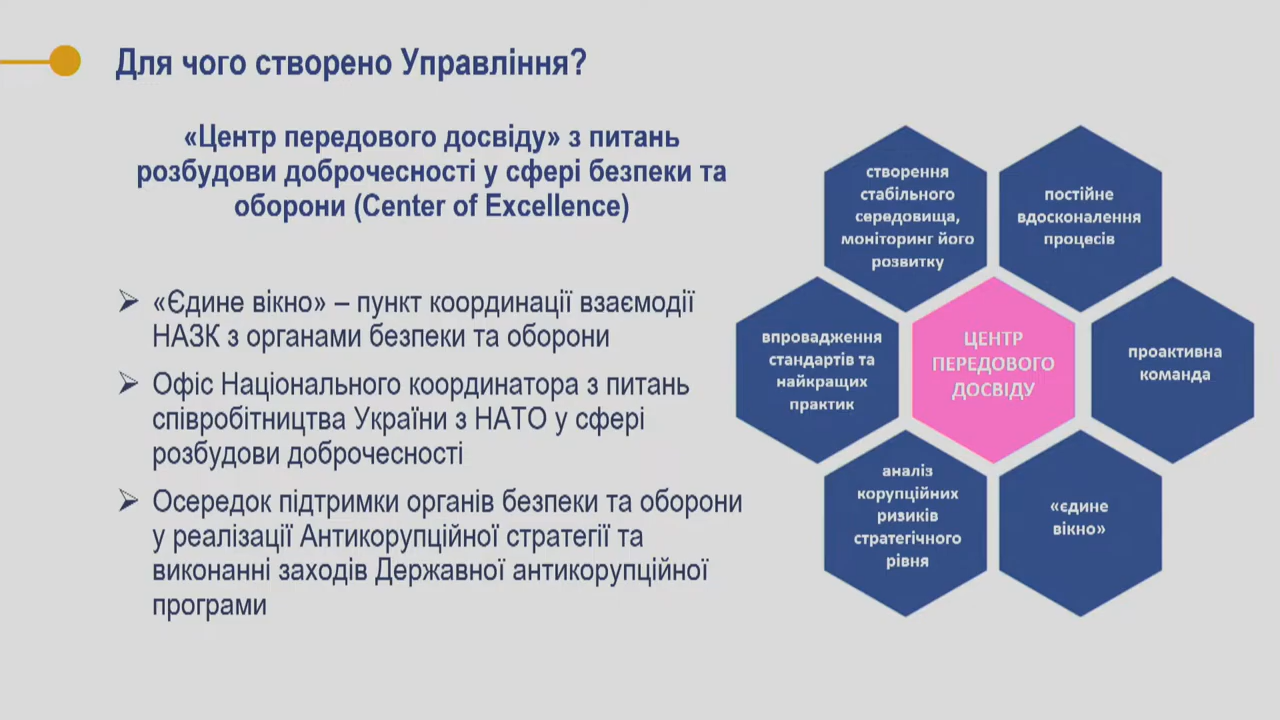 Для чого створено Управління?
«Центр передового досвіду» з питань
розбудови доброчесності у сфері безпеки та
оборони (Center of Excellence)
«Єдине вікно» – пункт координації взаємодії
НАЗК з органами безпеки та оборони
Офіс Національного координатора з питань
співробітництва України з НАТО у сфері
розбудови доброчесності
Осередок підтримки органів безпеки та оборони
у реалізації Антикорупційної стратегії та
виконанні заходів Державної антикорупційної
програми
створення
стабільного
середовища,
моніторинг його
розвитку
постійне
вдосконалення
процесів
впровадження
стандартів та
найкращих
практик
ЦЕНТР
ПЕРЕДОВОГО
ДОСВІДУ
проактивна
команда
аналіз
корупційних
ризиків
стратегічного
рівня
«єдине
вікно»